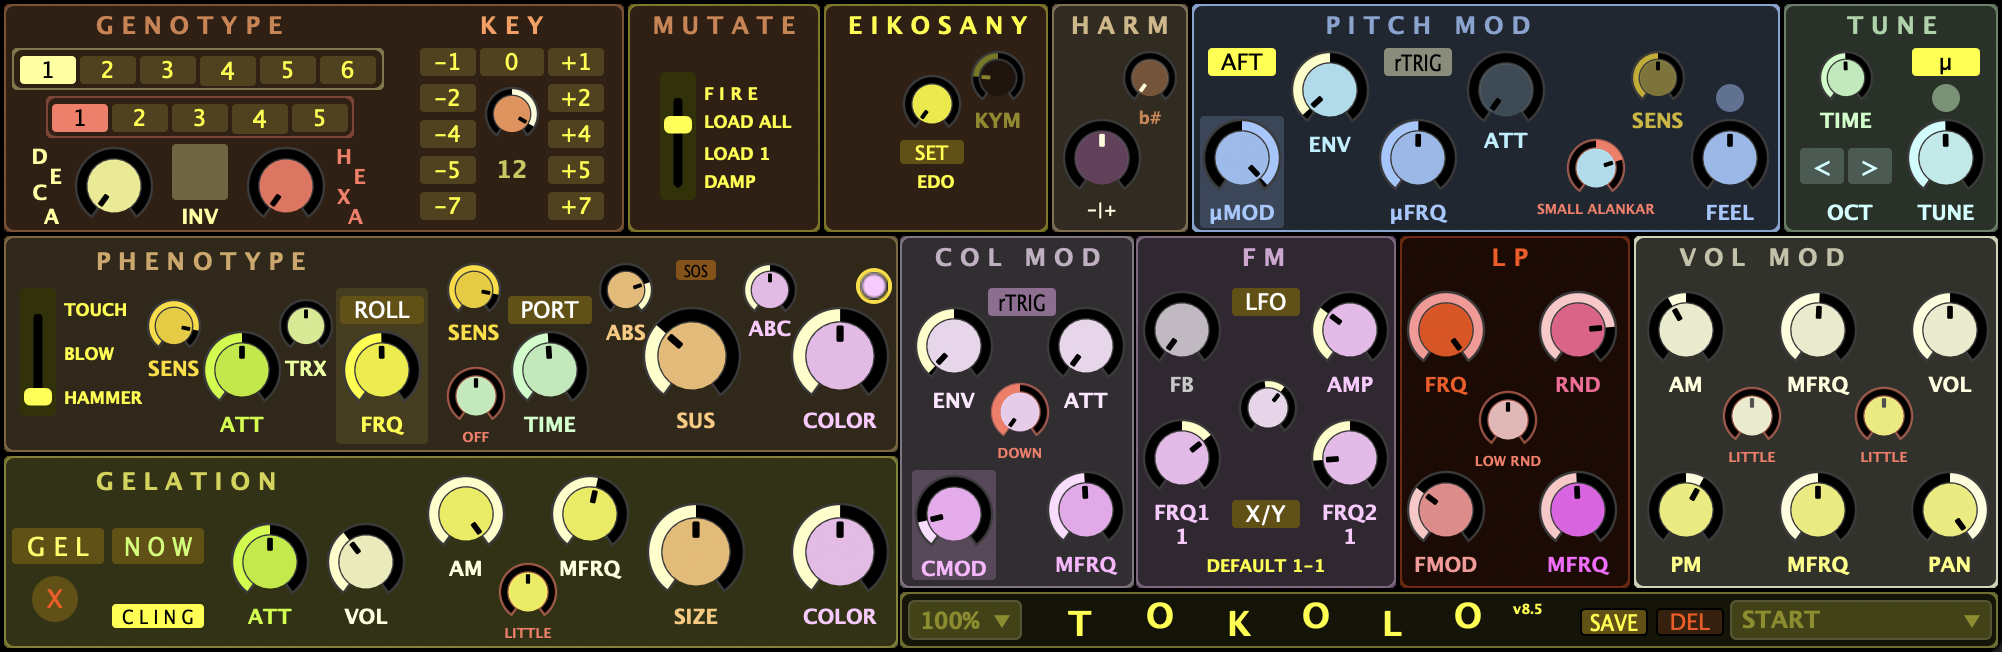 GENOTYPE
1 2 3 4 5 6
1 2 3 4 5
DECA
INV
HEXA
KEY
-1 0 +1
-2 +2
-4 +4
-5 12 +5
-7 +7
MUTATE
FIRE
LOAD ALL
LOAD 1
DAMP
EIKOSANY
KYM
SET
EDO
HARM
b#
-|+
PITCH MOD
AFT
rTRIG
ENV
ATT
SENS
µMOD
µFRQ
SMALL ALANKAR
FEEL
TUNE
µ
TIME
< >
OCT
TUNE
PHENOTYPE
TOUCH
BLOW
HAMMER
SENS
ATT
TRX
ROLL
FRQ
SENS
OFF
PORT
TIME
ABS
SOS
SUS
ABC
COLOR
GELATION
GEL NOW
X
CLING
ATT
VOL
AM
LITTLE
MFRQ
SIZE
COLOR
COL MOD
rTRIG
ENV
ATT
DOWN
CMOD
MFRQ
FM
LFO
FB
AMP
FRQ1
1
X/Y
FRQ2
1
DEFAULT 1-1
LP
FRQ
RND
LOW RND
FMOD
MFRQ
VOL MOD
AM
MFRQ
VOL
LITTLE
LITTLE
PM
MFRQ
PAN
100% ▼
TOKOLO
v8.5
SAVE
DEL
START ▼